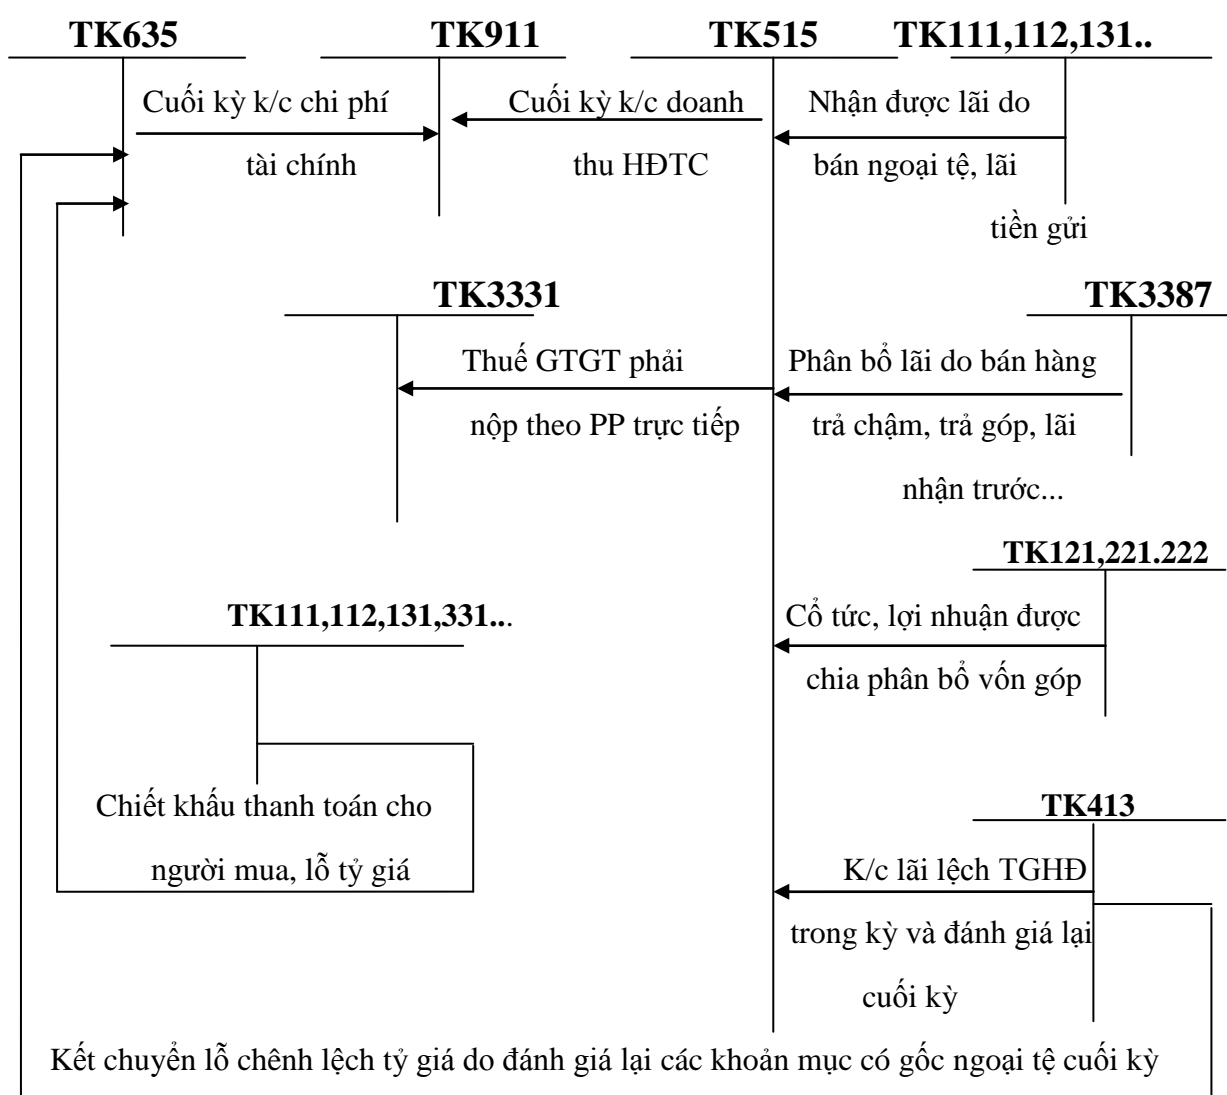 TK635 TK911 TK515 TK111,112,131..
Cuối kỳ k/c chi phí
tài chính
Cuối kỳ k/c doanh
thu HĐTC
Nhận được lãi do
bán ngoại tệ, lãi
tiền gửi
TK3331
TK3387
Thuế GTGT phải
nộp theo PP trực tiếp
Phân bổ lãi do bán hàng
trả chậm, trả góp, lãi
nhận trước...
TK121,221.222
TK111,112,131,331...
Cổ tức, lợi nhuận được
chia phân bổ vốn góp
Chiết khấu thanh toán cho
người mua, lỗ tỷ giá
TK413
K/c lãi lệch TGHĐ
trong kỳ và đánh giá lại
cuối kỳ
Kết chuyển lỗ chênh lệch tỷ giá do đánh giá lại các khoản mục có gốc ngoại tệ cuối kỳ